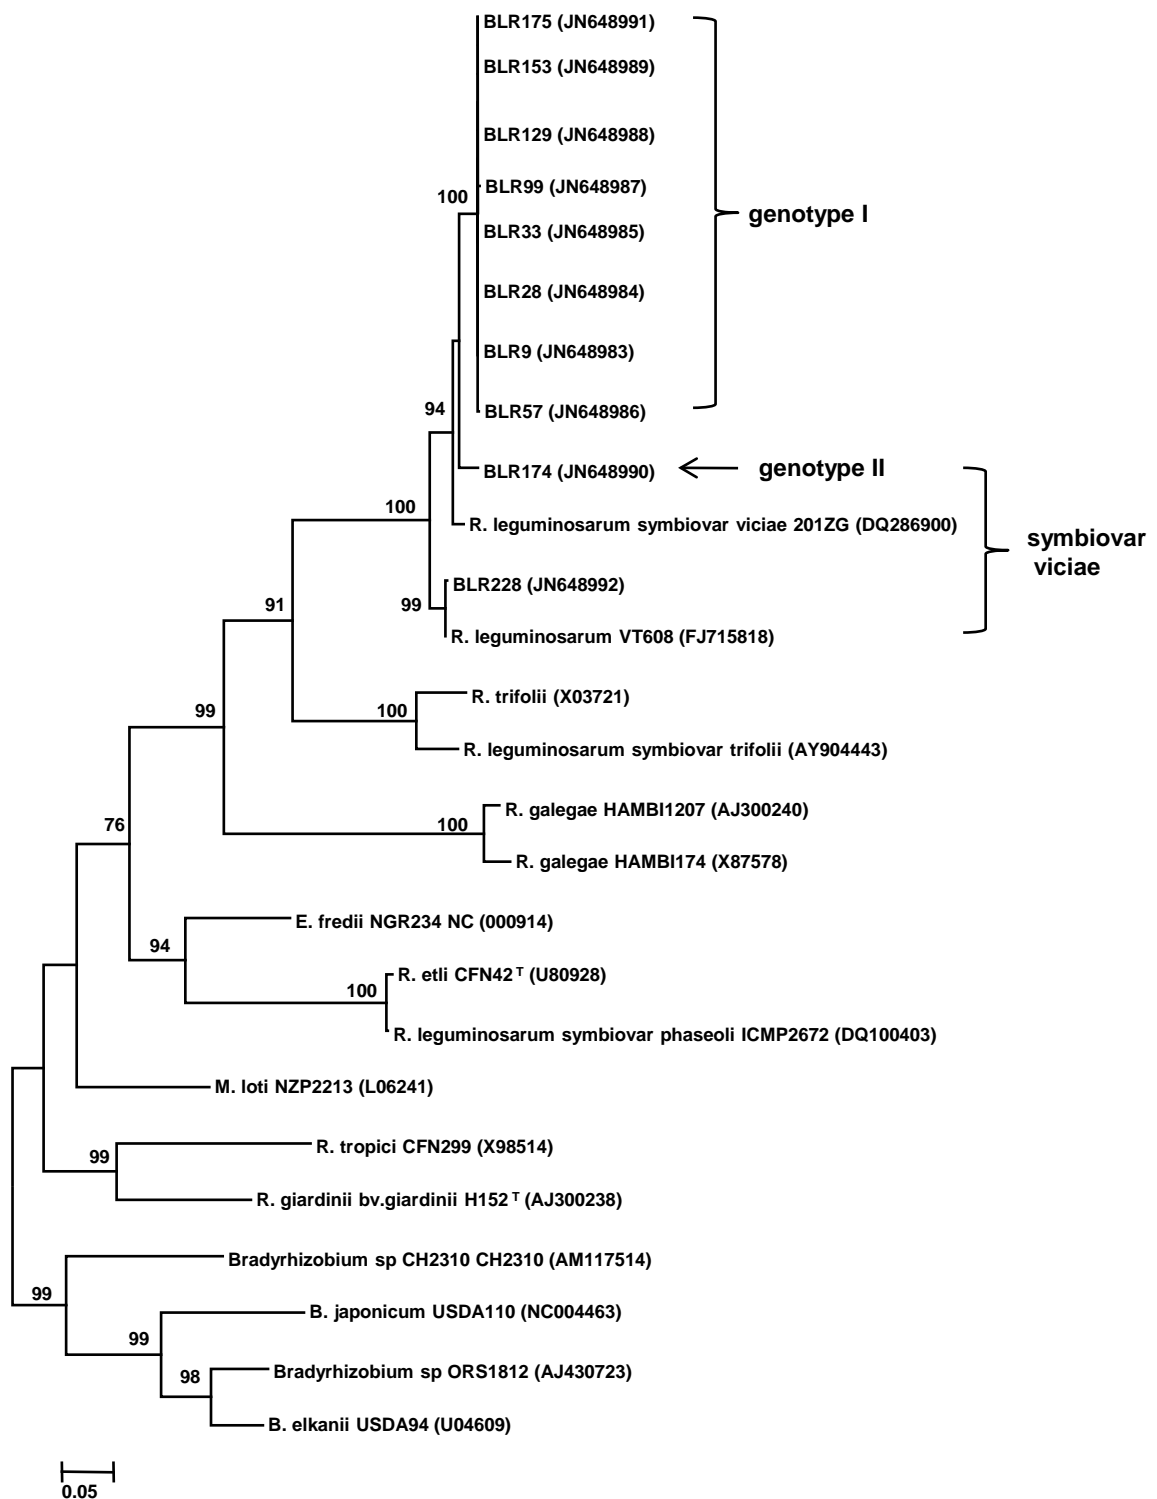 BLR175 (JN648991)
BLR153 (JN648989)
BLR129 (JN648988)
BLR99 (JN648987)
100
genotype I
BLR33 (JN648985)
BLR28 (JN648984)
BLR9 (JN648983)
94
BLR57 (JN648986)
BLR174 (JN648990)
genotype II
100
R. leguminosarum symbiovar viciae 201ZG (DQ286900)
symbiovar
viciae
BLR228 (JN648992)
91
99
R. leguminosarum VT608 (FJ715818)
R. trifolii (X03721)
99
100
R. leguminosarum symbiovar trifolii (AY904443)
R. galegae HAMBI1207 (AJ300240)
76
100
R. galegae HAMBI174 (X87578)
E. fredii NGR234 NC (000914)
94
R. etli CFN42 T (U80928)
100
R. leguminosarum symbiovar phaseoli ICMP2672 (DQ100403)
M. loti NZP2213 (L06241)
R. tropici CFN299 (X98514)
99
R. giardinii bv.giardinii H152 T (AJ300238)
Bradyrhizobium sp CH2310 CH2310 (AM117514)
99
B. japonicum USDA110 (NC004463)
99
Bradyrhizobium sp ORS1812 (AJ430723)
98
B. elkanii USDA94 (U04609)
0.05